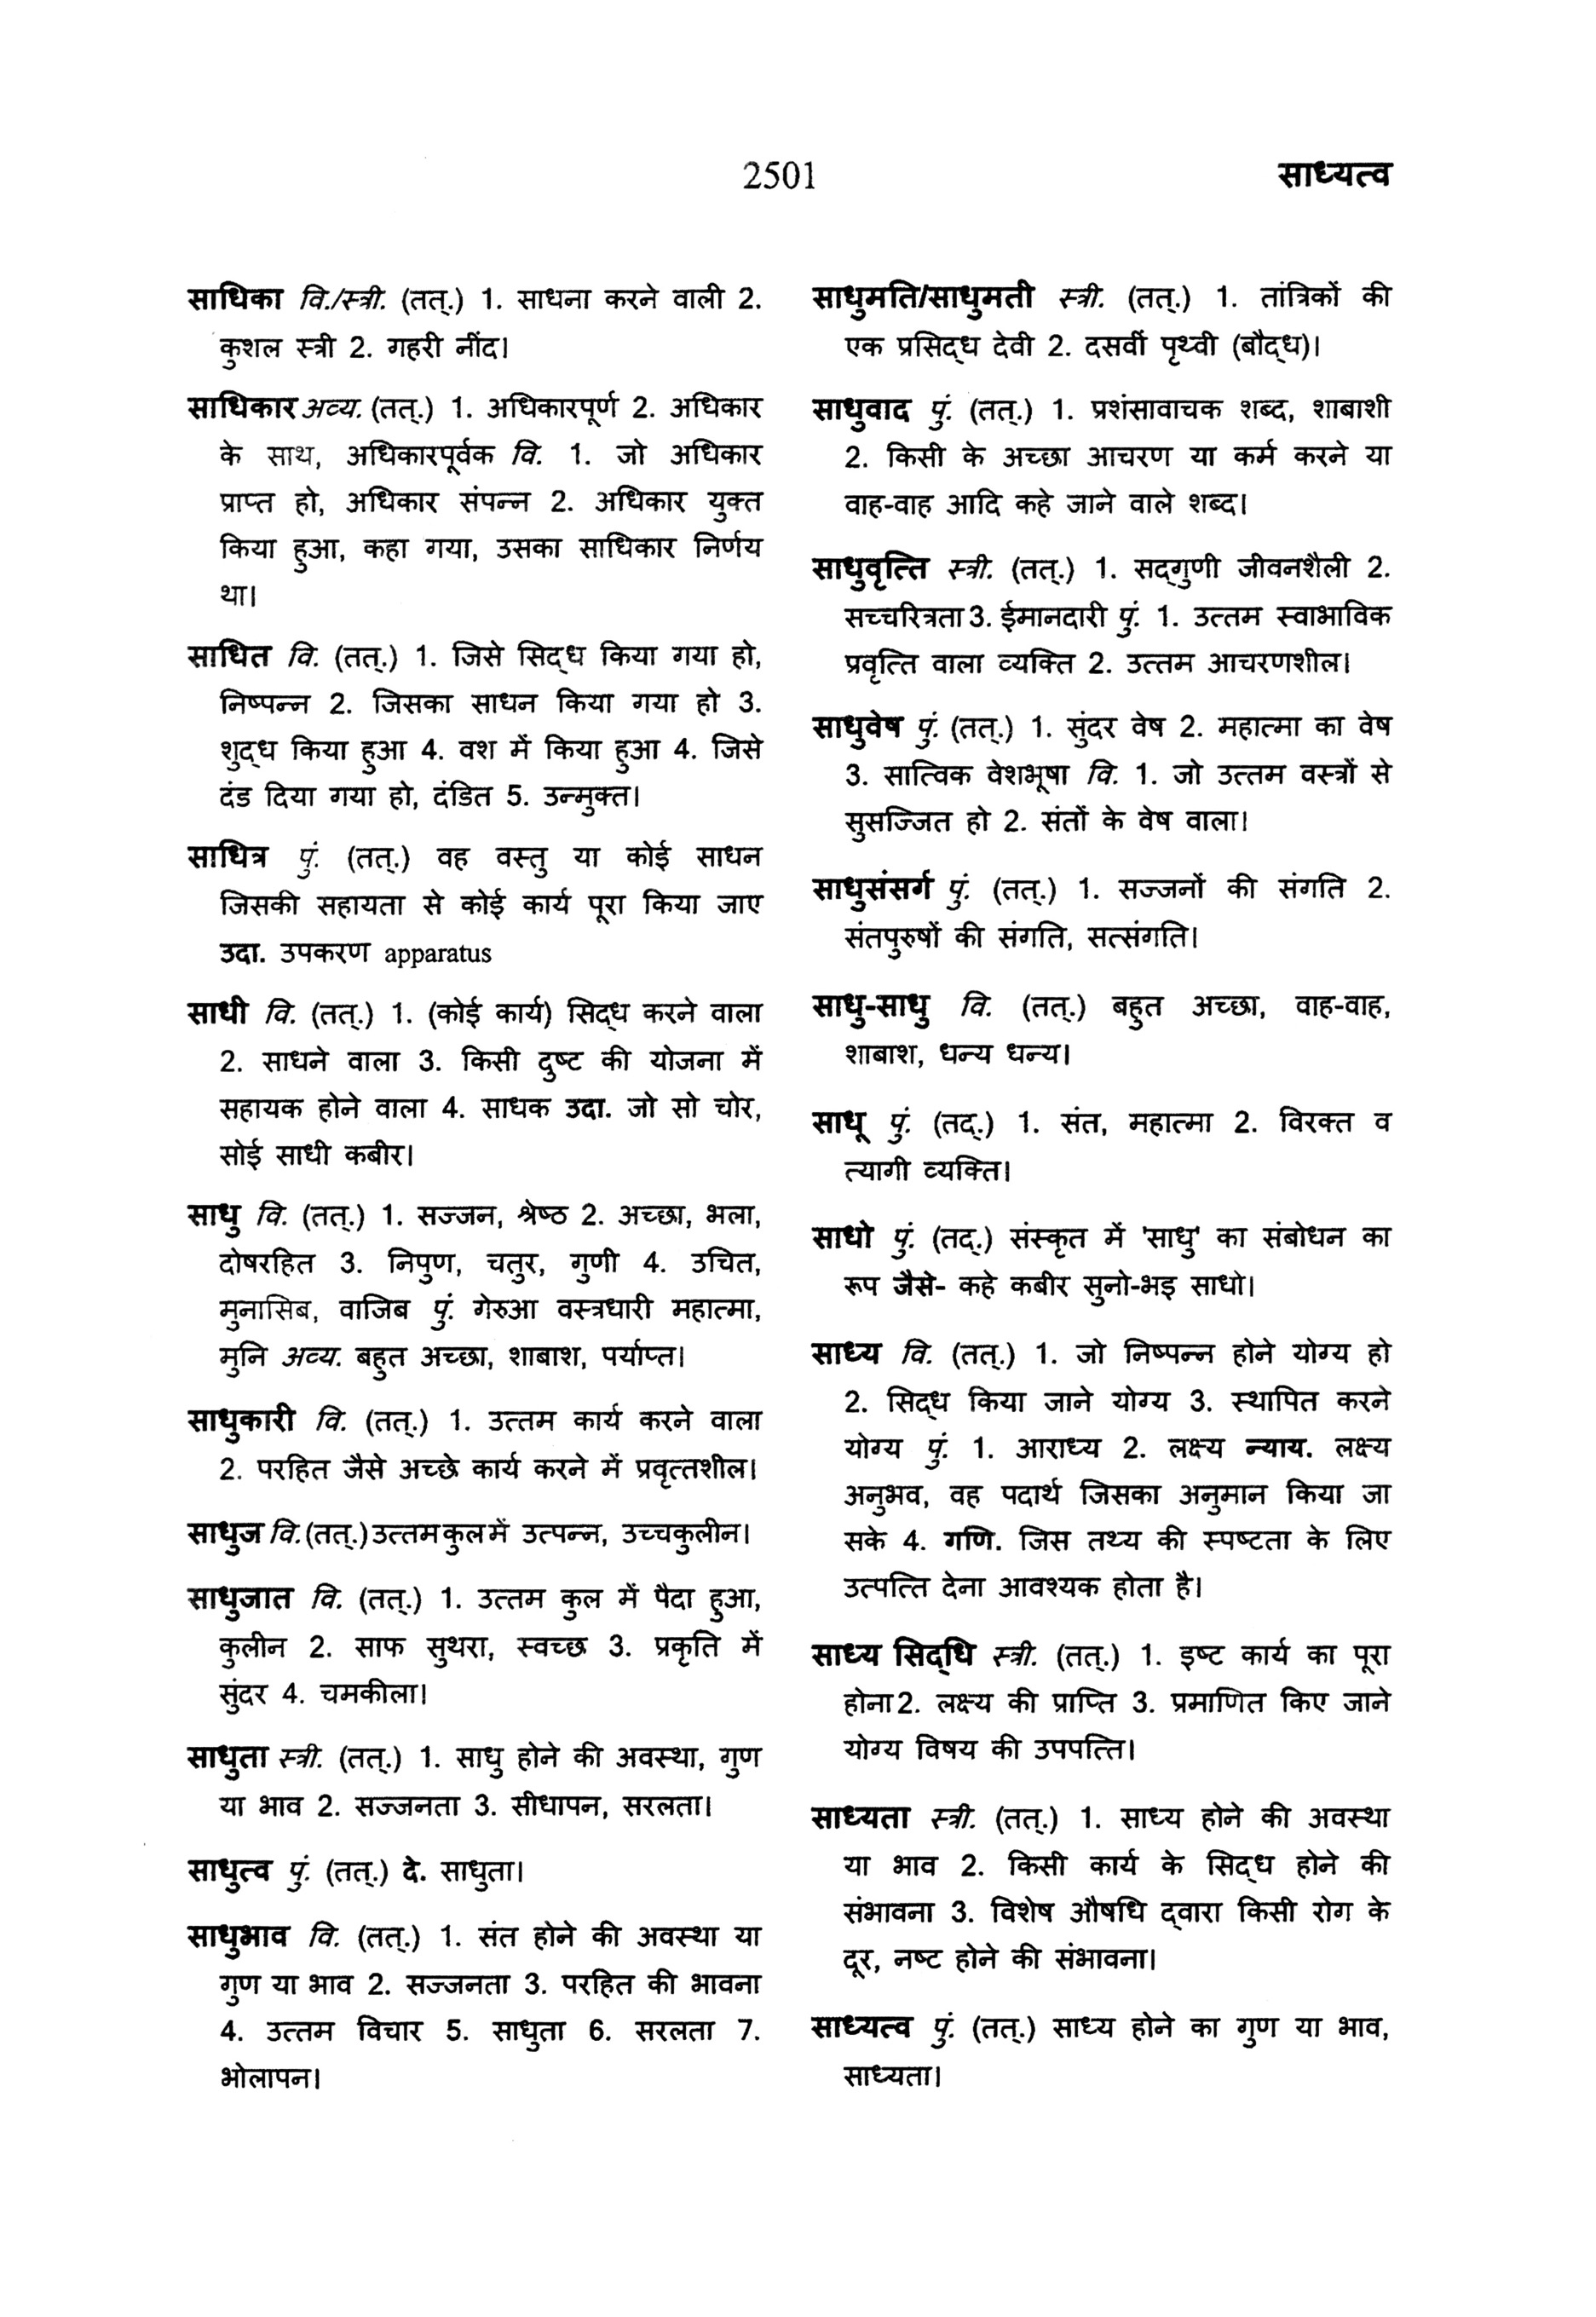 2501
साध्यत्व
साधिका वि./स्त्री. (तत्.) 1. साधना करने वाली 2.
कुशल स्त्री 2. गहरी नींद।
साधिकार अव्य. (तत्.) 1. अधिकारपूर्ण 2. अधिकार
के साथ, अधिकारपूर्वक वि. 1. जो अधिकार
प्राप्त हो, अधिकार संपन्न 2. अधिकार युक्त
किया हुआ, कहा गया, उसका साधिकार निर्णय
था।
साधित वि. (तत्.) 1. जिसे सिद्ध किया गया हो,
निष्पन्न 2. जिसका साधन किया गया हो 3.
शुद्ध किया हुआ 4. वश में किया हुआ 4. जिसे
दंड दिया गया हो, दंडित 5. उन्मुक्त।
साधित्र पुं. (तत्.) वह वस्तु या कोई साधन
जिसकी सहायता से कोई कार्य पूरा किया जाए
उदा. उपकरण apparatus
साधी वि. (तत्.) 1. (कोई कार्य) सिद्ध करने वाला
2. साधने वाला 3. किसी दुष्ट की योजना में
सहायक होने वाला 4. साधक उदा. जो सो चोर,
सोई साधी कबीर।
साधु वि. (तत्.) 1. सज्जन, श्रेष्ठ 2. अच्छा, भला,
दोषरहित 3. निपुण, चतुर, गुणी 4. उचित,
मुनासिब, वाजिब पुं. गेरुआ वस्त्रधारी महात्मा,
मुनि अव्य. बहुत अच्छा, शाबाश, पर्याप्त।
साधुकारी वि. (तत्.) 1. उत्तम कार्य करने वाला
2. परहित जैसे अच्छे कार्य करने में प्रवृत्तशील।
साधुज वि. (तत्.) उत्तम कुल में उत्पन्न, उच्चकुलीन।
साधुजात वि. (तत्.) 1. उत्तम कुल में पैदा हुआ,
कुलीन 2. साफ सुथरा, स्वच्छ 3. प्रकृति में
सुंदर 4. चमकीला।
साधुता स्त्री. (तत्.) 1. साधु होने की अवस्था, गुण
या भाव 2. सज्जनता 3. सीधापन, सरलता।
साधुत्व पुं. (तत्.) दे. साधुता।
साधुभाव वि. (तत्.) 1. संत होने की अवस्था या
गुण या भाव 2. सज्जनता 3. परहित की भावना
4. उत्तम विचार 5. साधुता 6. सरलता 7.
भोलापन।
साधुमति/साधुमती स्त्री. (तत्.) 1. तांत्रिकों की
एक प्रसिद्ध देवी 2. दसवीं पृथ्वी (बौद्ध)।
साधुवाद पुं. (तत्.) 1. प्रशंसावाचक शब्द, शाबाशी
2. किसी के अच्छा आचरण या कर्म करने या
वाह-वाह आदि कहे जाने वाले शब्द।
साधुवृत्ति स्त्री. (तत्.) 1. सद्गुणी जीवनशैली 2.
सच्चरित्रता 3. ईमानदारी पुं. 1. उत्तम स्वाभाविक
प्रवृत्ति वाला व्यक्ति 2. उत्तम आचरणशील।
साधुवेष पुं. (तत्.) 1. सुंदर वेष 2. महात्मा का वेष
3. सात्विक वेशभूषा वि. 1. जो उत्तम वस्त्रों से
सुसज्जित हो 2. संतों के वेष वाला।
साधुसंसर्ग पुं. (तत्.) 1. सज्जनों की संगति 2.
संतपुरुषों की संगति, सत्संगति।
साधु-साधु वि. (तत्.) बहुत अच्छा, वाह-वाह,
शाबाश, धन्य धन्य।
साधू पुं. (तद्.) 1. संत, महात्मा 2. विरक्त व
त्यागी व्यक्ति।
साधो पुं. (तद्.) संस्कृत में 'साधु' का संबोधन का
रूप जैसे- कहे कबीर सुनो-भइ साधो।
साध्य वि. (तत्.) 1. जो निष्पन्न होने योग्य हो
2. सिद्ध किया जाने योग्य 3. स्थापित करने
योग्य पुं. 1. आराध्य 2. लक्ष्य न्याय. लक्ष्य
अनुभव, वह पदार्थ जिसका अनुमान किया जा
सके 4. गणि. जिस तथ्य की स्पष्टता के लिए
उत्पत्ति देना आवश्यक होता है।
साध्य सिद्धि स्त्री. (तत्.) 1. इष्ट कार्य का पूरा
होना 2. लक्ष्य की प्राप्ति 3. प्रमाणित किए जाने
योग्य विषय की उपपत्ति।
साध्यता स्त्री. (तत्.) 1. साध्य होने की अवस्था
या भाव 2. किसी कार्य के सिद्ध होने की
संभावना 3. विशेष औषधि द्वारा किसी रोग के
दूर, नष्ट होने की संभावना।
साध्यत्व पुं. (तत्.) साध्य होने का गुण या भाव,
साध्यता।